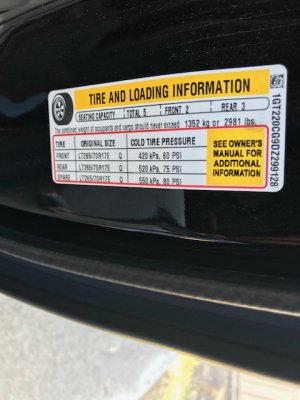 TIRE AND LOADING INFORMATION
SEATING CAPACITY TOTAL 5 FRONT 2 REAR 3
The combined weight of occupants and cargo should never exceed 1352 kg or 2981 lbs.
TIRE ORIGINAL SIZE COLD TIRE PRESSURE
FRONT LT265/70R17E Q 420 kPa, 60 PSI
REAR LT265/70R17E Q 520 kPa, 75 PSI
SPARE LT265/70R17E Q 550 kPa, 80 PSI
SEE OWNER'S
MANUAL FOR
ADDITIONAL
INFORMATION
1GT220CG9DZ299128